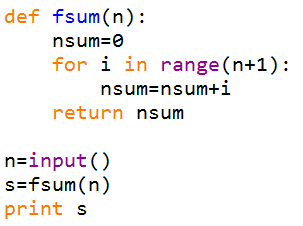 def fsum(n):
    nsum=0
    for i in range(n+1):
        nsum=nsum+i
    return nsum

n=input()
s=fsum(n)
print s